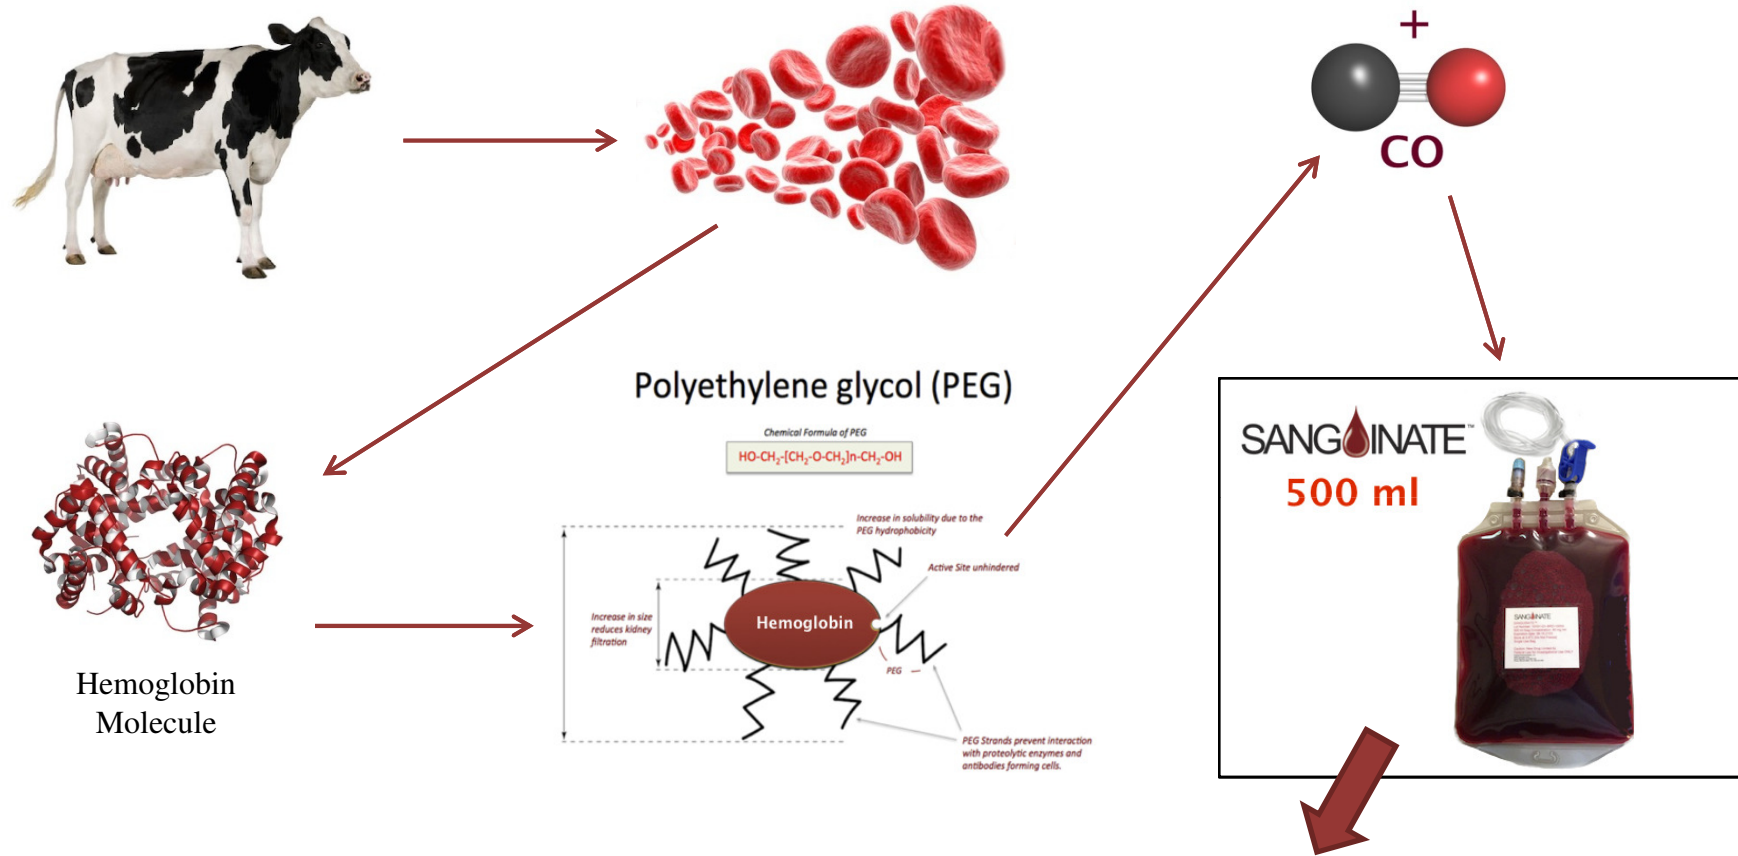 +
CO
Polyethylene glycol (PEG)
Chemical Formula of PEG
HO-CH₂-[CH₂-O-CH₂]n-CH₂-OH
SANGUINATE™
500 ml
Increase in solubility due to the
PEG hydrophobicity
Active Site unhindered
Increase in size
reduces kidney
filtration
Hemoglobin
PEG
PEG Strands prevent interaction
with proteolytic enzymes and
antibodies forming cells.
Hemoglobin
Molecule
SANGUINATE